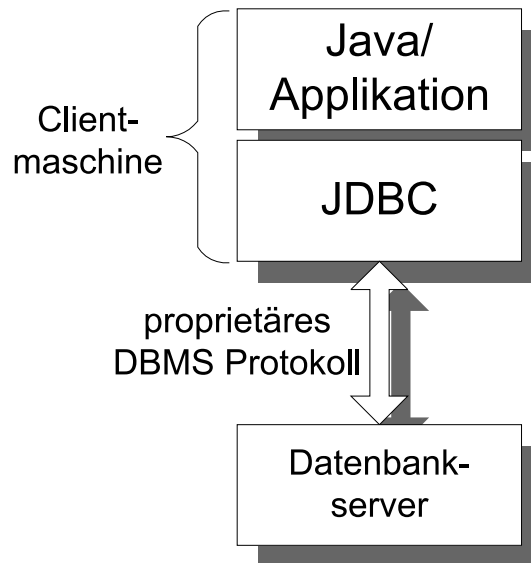 Java/
Applikation
Client-
maschine
JDBC
proprietäres
DBMS Protokoll
Datenbank-
server